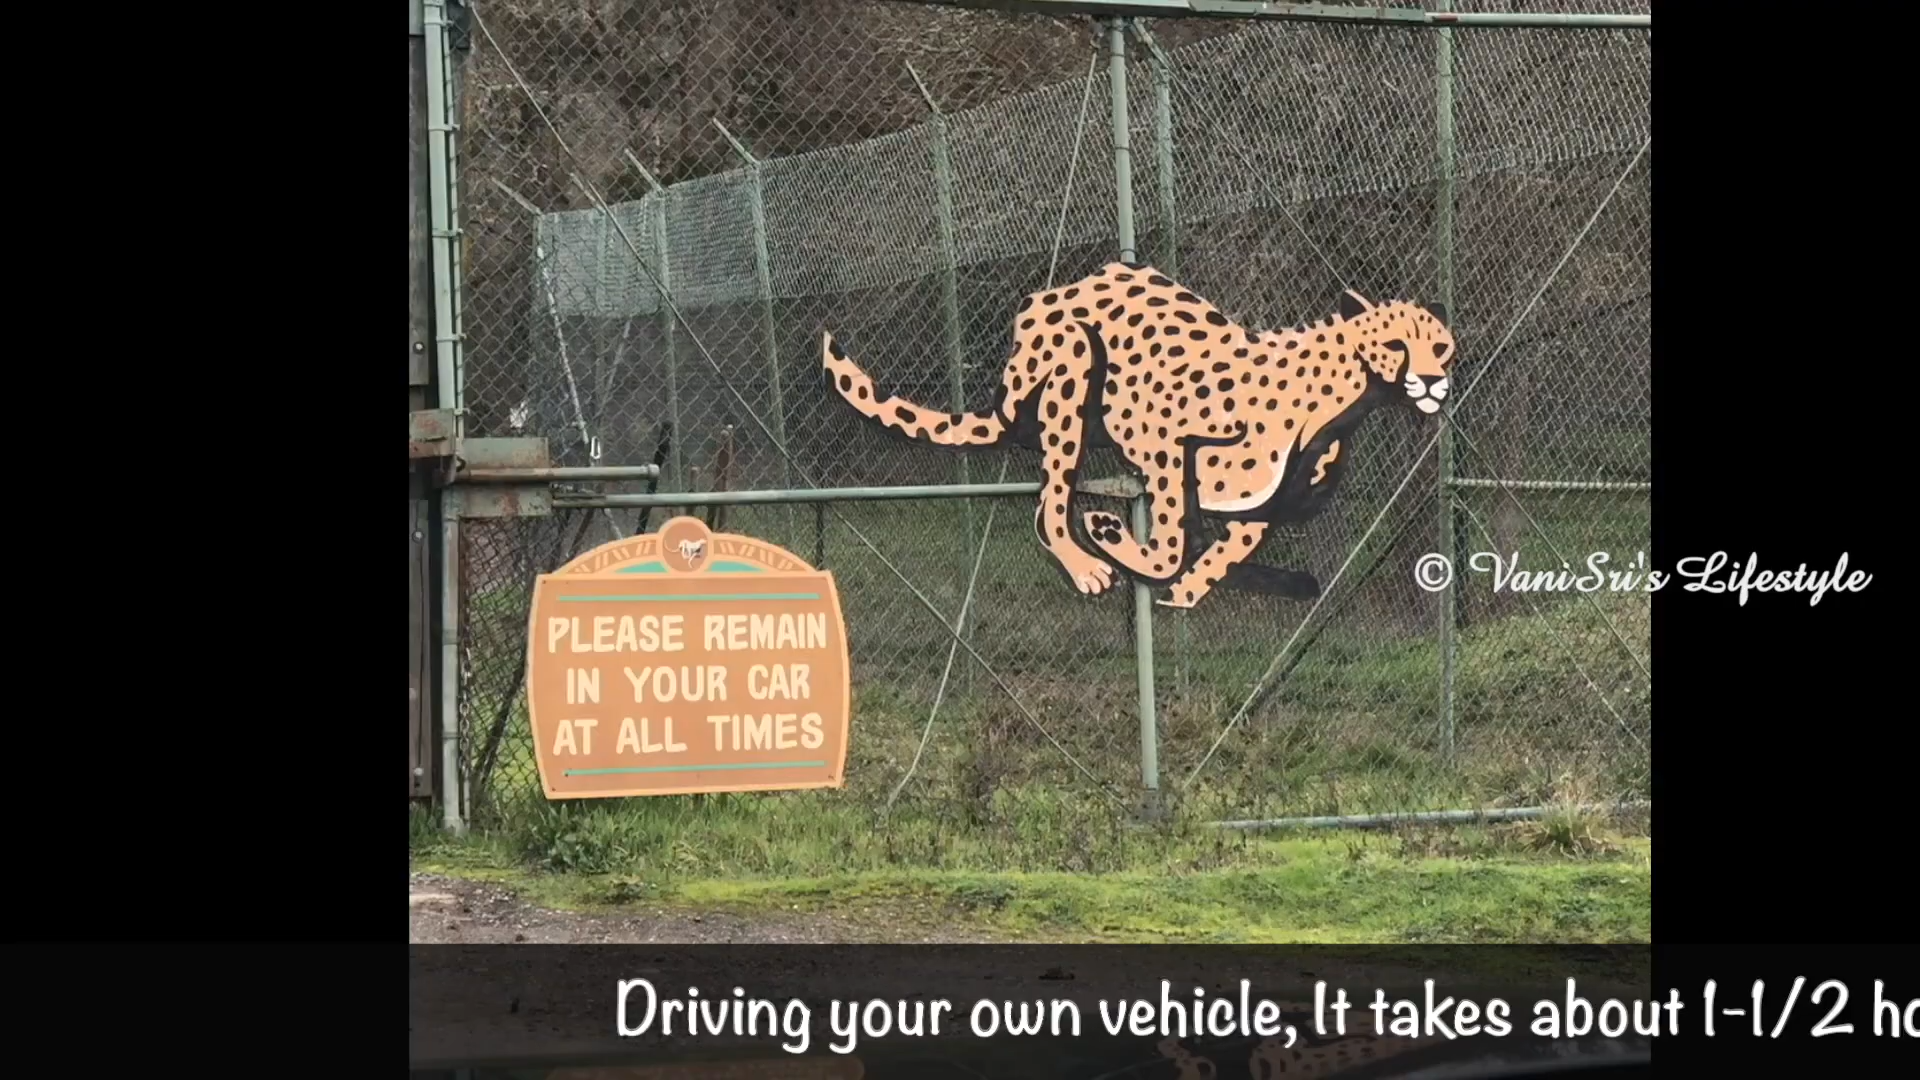 PLEASE REMAIN
IN YOUR CAR
AT ALL TIMES
© VaniSri's Lifestyle
Driving your own vehicle, It takes about 1-1/2 ho